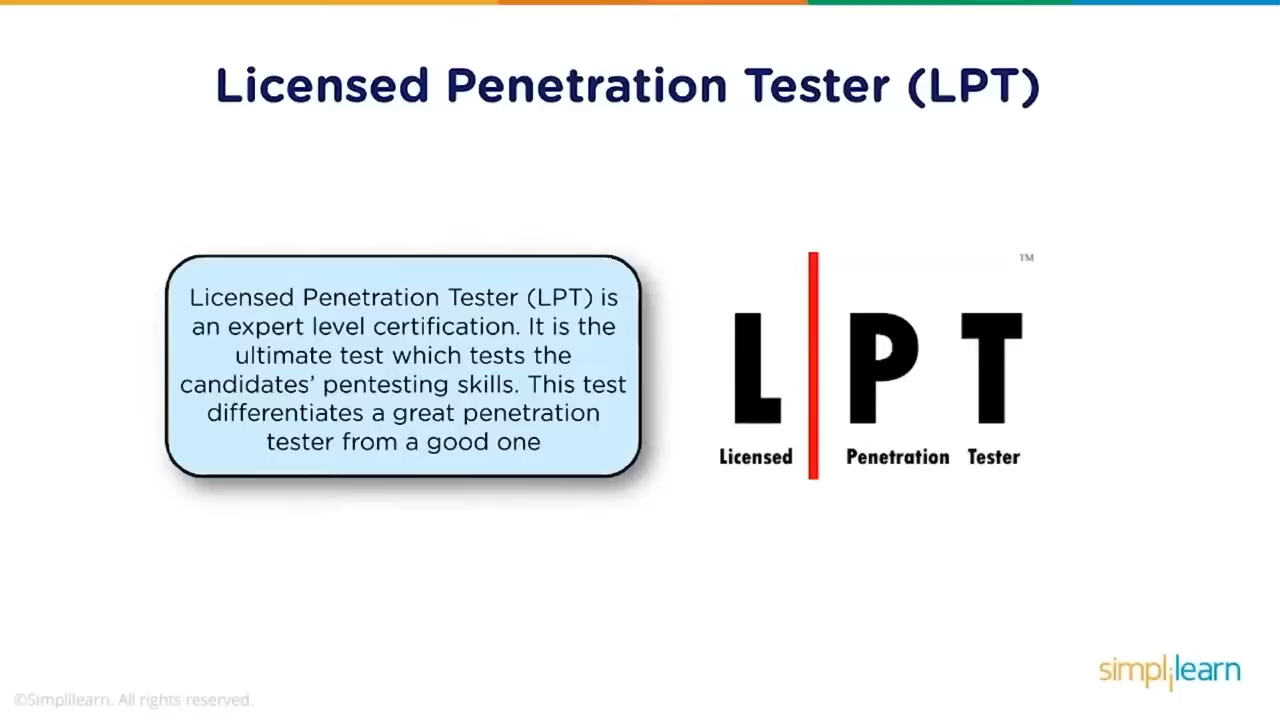 Licensed Penetration Tester (LPT)
Licensed Penetration Tester (LPT) is
an expert level certification. It is the
ultimate test which tests the
candidates’ pentesting skills. This test
differentiates a great penetration
tester from a good one
TM
L P T
Licensed Penetration Tester
simplilearn
©Simplilearn. All rights reserved.